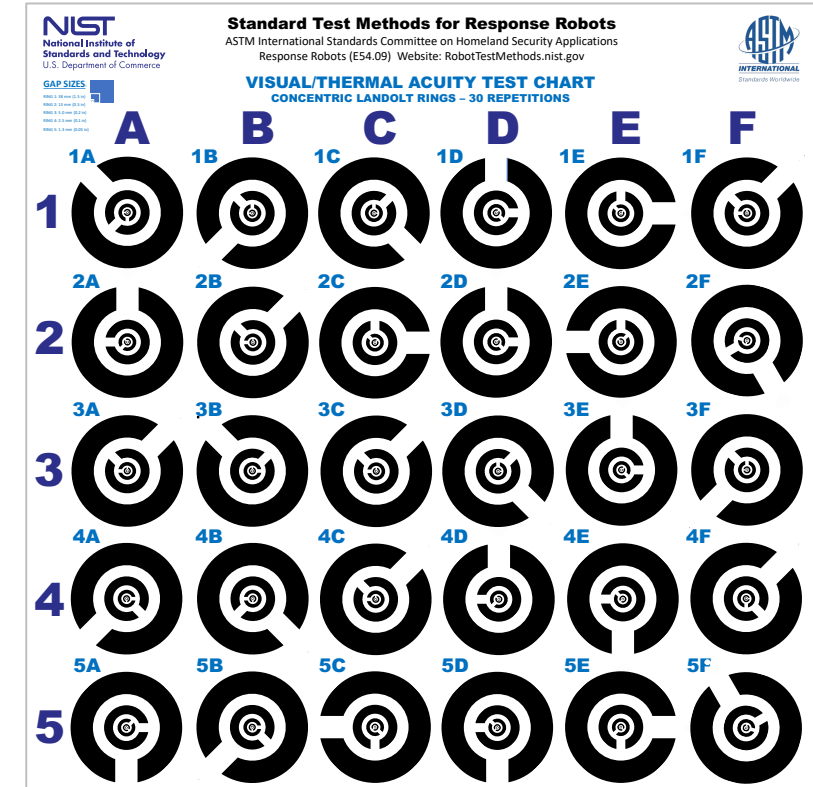 NIST
National Institute of
Standards and Technology
U.S. Department of Commerce
Standard Test Methods for Response Robots
ASTM International Standards Committee on Homeland Security Applications
Response Robots (E54.09) Website: RobotTestMethods.nist.gov
ASTM
INTERNATIONAL
Standards Worldwide
VISUAL/THERMAL ACUITY TEST CHART
CONCENTRIC LANDOLT RINGS – 30 REPETITIONS
GAP SIZES
A B C D E F
1A 1B 1C 1D 1E 1F
1
2A 2B 2C 2D 2E 2F
2
3A 3B 3C 3D 3E 3F
3
4A 4B 4C 4D 4E 4F
4
5A 5B 5C 5D 5E 5F
5